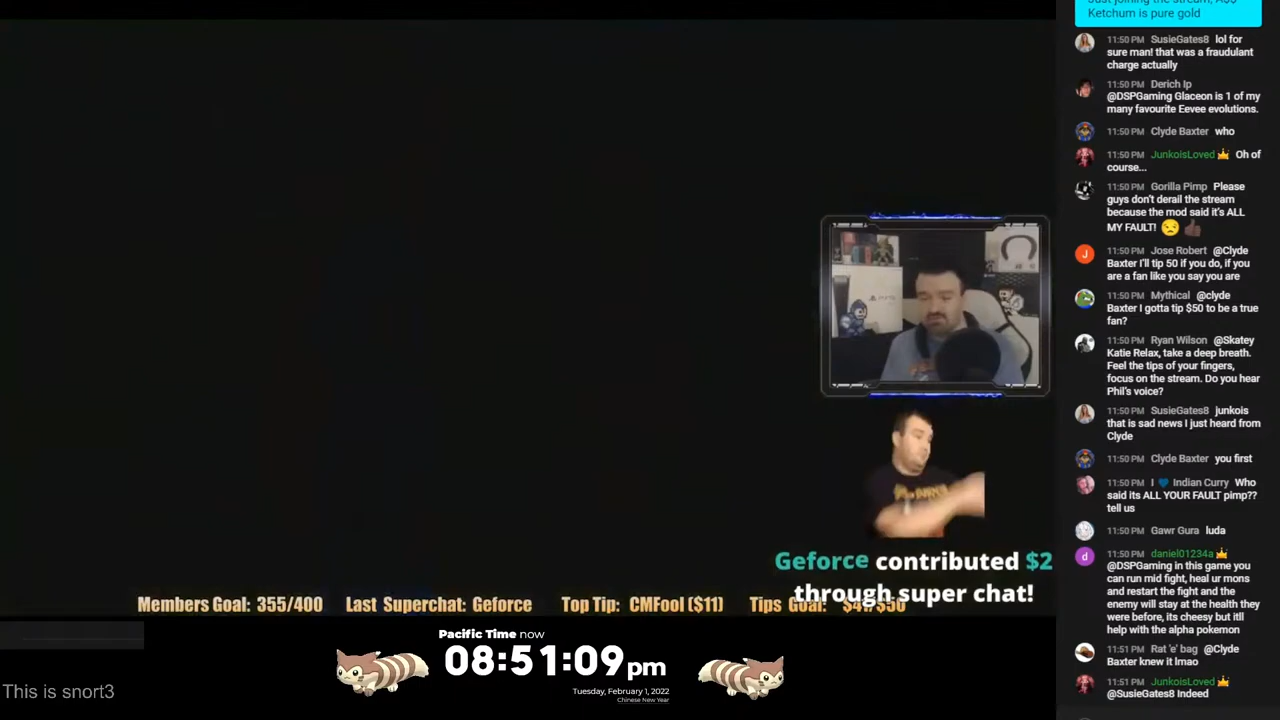 Just joining the stream, A$$
Ketchum is pure gold
11:50 PM SusieGates8 lol for
sure man! that was a fraudulant
charge actually
11:50 PM Derich Ip
@DSPGaming Glaceon is 1 of my
many favourite Eevee evolutions.
11:50 PM Clyde Baxter who
11:50 PM JunkoisLoved Oh of
course...
11:50 PM Gorilla Pimp Please
guys don't derail the stream
because the mod said it's ALL
MY FAULT!
11:50 PM Jose Robert @Clyde
Baxter I'll tip 50 if you do, if you
are a fan like you say you are
11:50 PM Mythical @clyde
Baxter I gotta tip $50 to be a true
fan?
11:50 PM Ryan Wilson @Skatey
Katie Relax, take a deep breath.
Feel the tips of your fingers,
focus on the stream. Do you hear
Phil's voice?
11:50 PM SusieGates8 junkois
that is sad news I just heard from
Clyde
11:50 PM Clyde Baxter you first
11:50 PM I 💙 Indian Curry Who
said its ALL YOUR FAULT pimp??
tell us
11:50 PM Gawr Gura luda
11:50 PM daniel01234a
@DSPGaming in this game you
can run mid fight, heal ur mons
and restart the fight and the
enemy will stay at the health they
were before, its cheesy but itll
help with the alpha pokemon
11:51 PM Rat 'e' bag @Clyde
Baxter knew it lmao
11:51 PM JunkoisLoved
@SusieGates8 Indeed
Geforce contributed $2
through super chat!
Members Goal: 355/400 Last Superchat: Geforce Top Tip: CMFool ($11) Tips Goal:
Pacific Time now
08:51:09pm
Tuesday, February 1, 2022
Chinese New Year
This is snort3